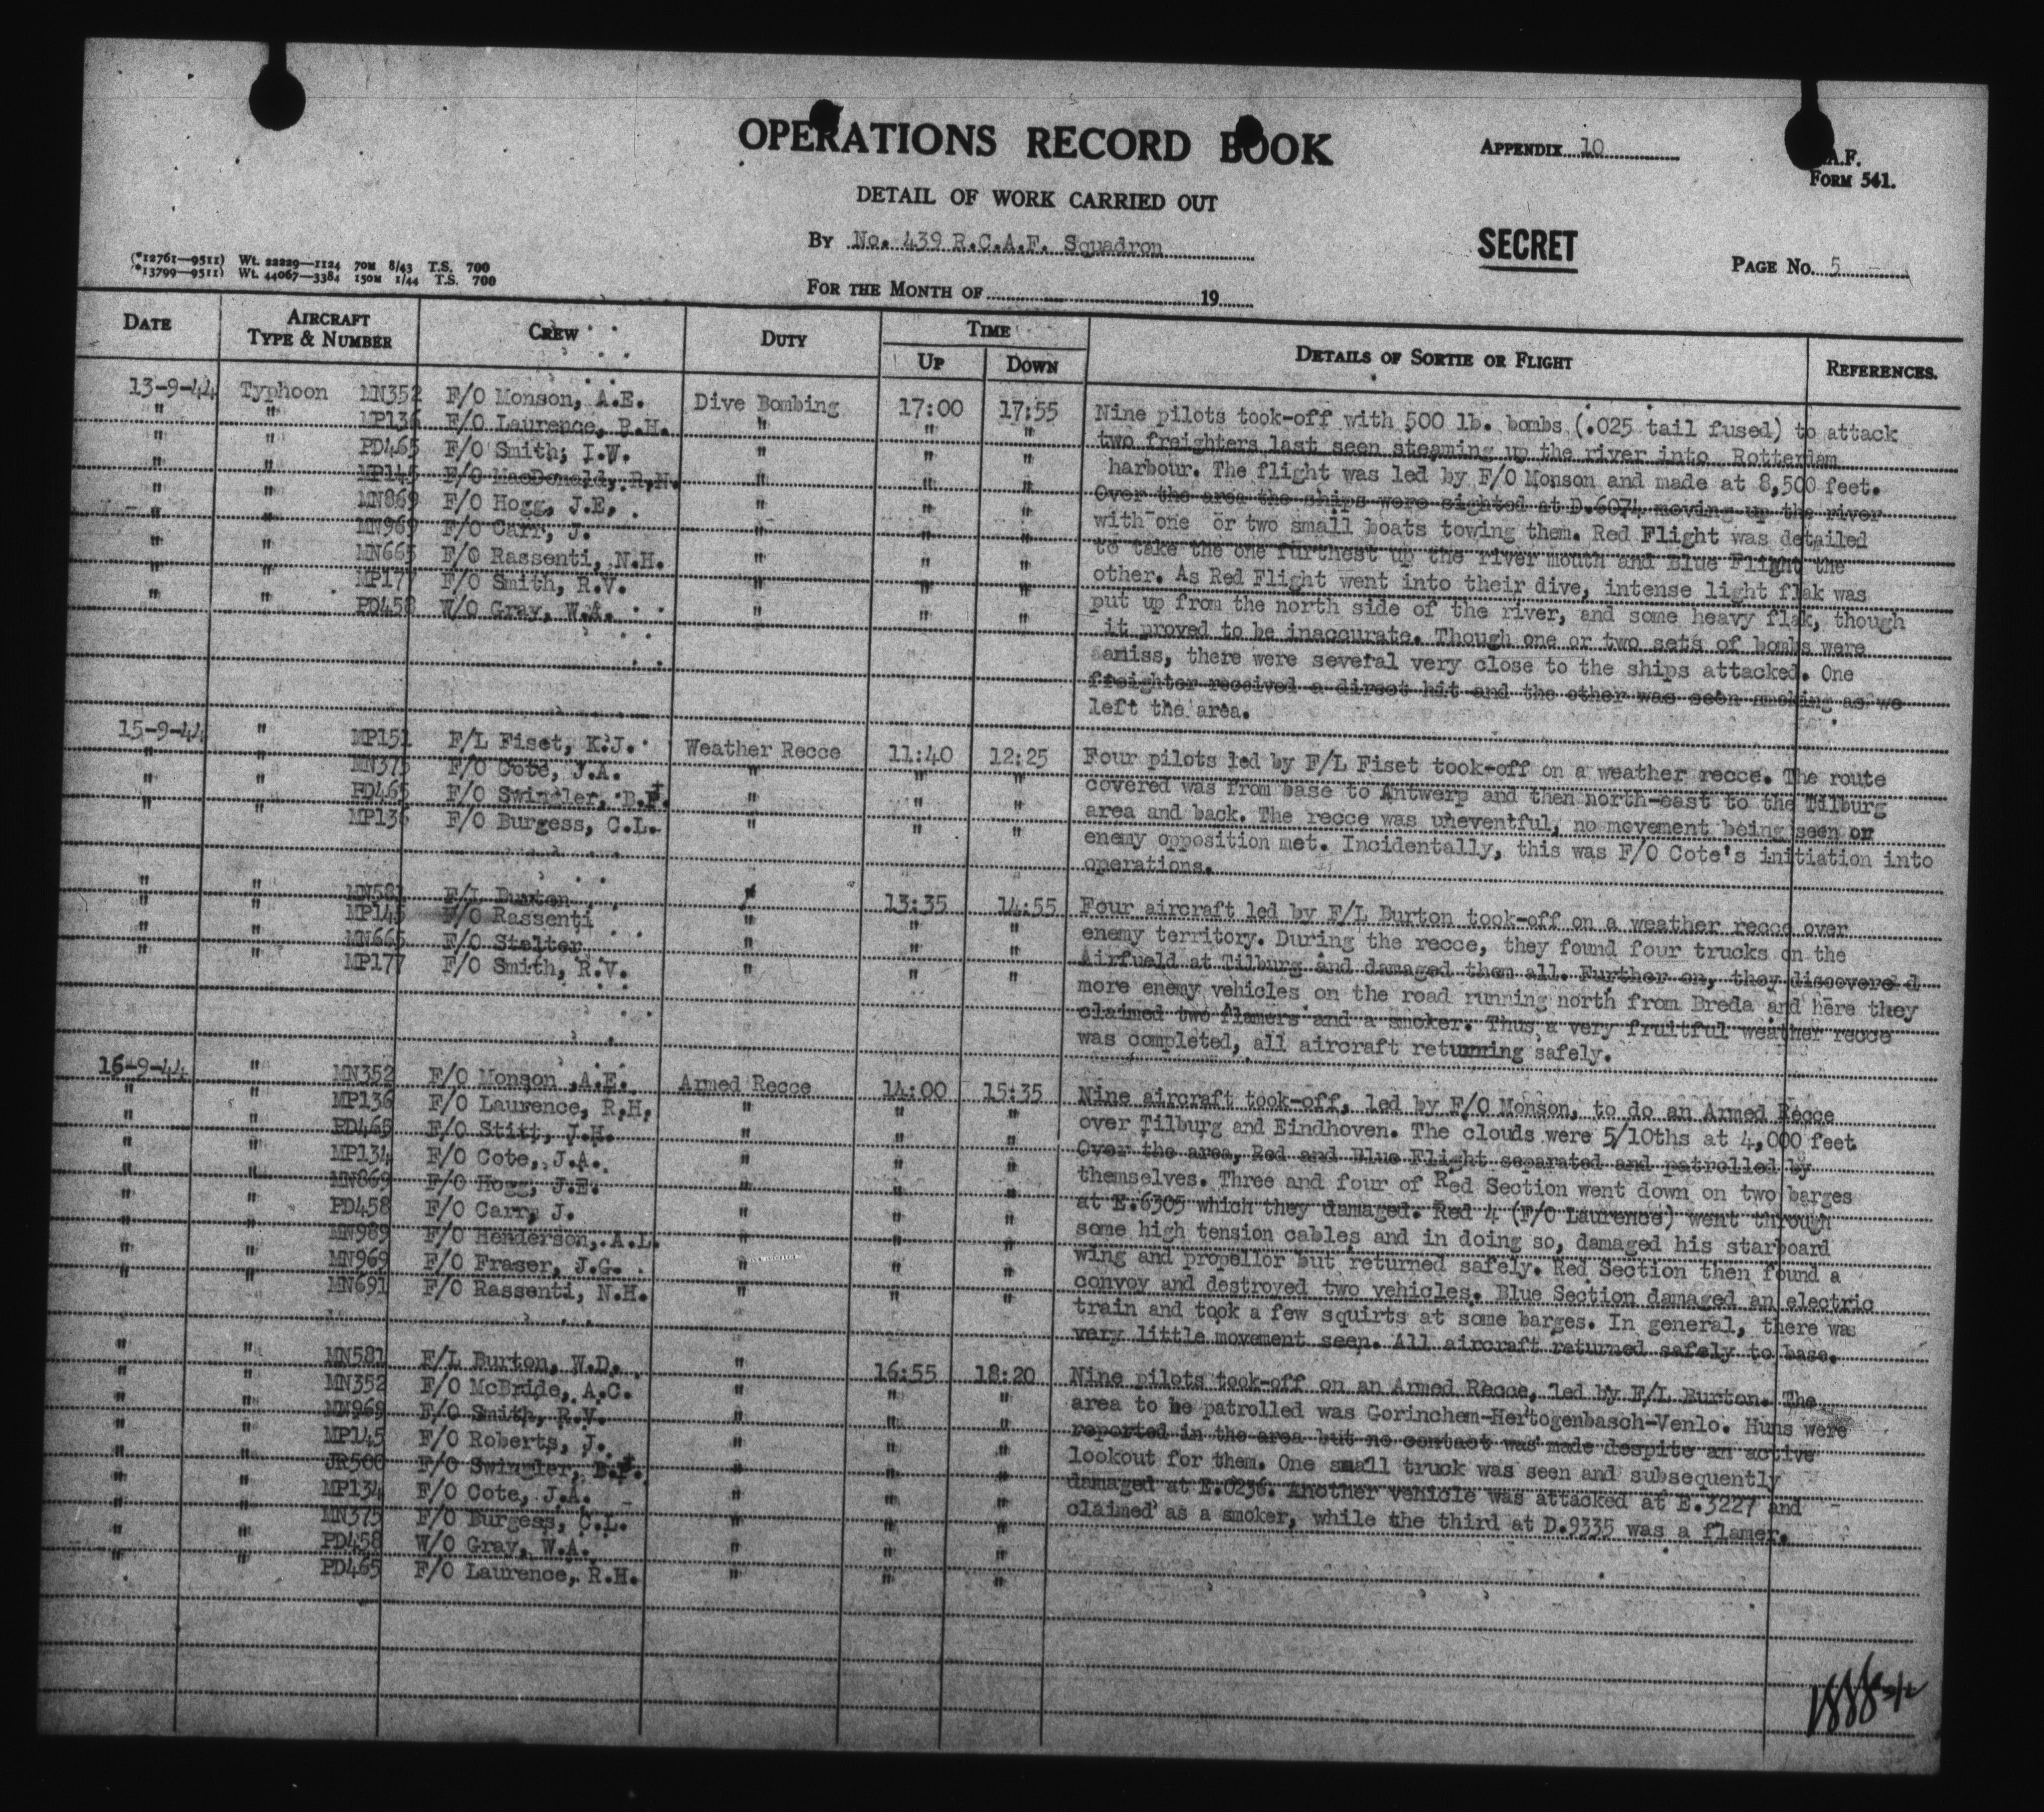 OPERATIONS RECORD BOOK
APPENDIX 10
A.F.
FORM 541.
DETAIL OF WORK CARRIED OUT
BY No. 439 R.C.A.F. Squadron
SECRET
PAGE No. 5
(*12761—9511) Wt. 22229—1124 70M 8/43 T.S. 700
*13799—9511) Wt. 44067—3384 150M 1/44 T.S. 700
FOR THE MONTH OF 19
DATE AIRCRAFT TYPE & NUMBER CREW DUTY TIME UP DOWN DETAILS OF SORTIE OR FLIGHT REFERENCES.
13-9-44 Typhoon MN352 F/O Monson, A.E. Dive Bombing 17:00 17:55
" " MP136 F/O Laurence, R.H. " " "
" " PD465 F/O Smith, I.W. " " "
" " MP145 F/O MacDonald, R.N. " " "
" " MN869 F/O Hogg, J.E. " " "
" " MN969 F/O Carr, J. " " "
" " MN665 F/O Rassenti, N.H. " " "
" " MP177 F/O Smith, R.V. " " "
" " PD458 W/O Gray, W.A. " " "
Nine pilots took-off with 500 lb. bombs (.025 tail fused) to attack
two freighters last seen steaming up the river into Rotterdam
harbour. The flight was led by F/O Monson and made at 8,500 feet.
Over the area the ships were sighted at D.6074 moving up the river
with one or two small boats towing them. Red Flight was detailed
to take the one furthest up the river mouth and Blue Flight the
other. As Red Flight went into their dive, intense light flak was
put up from the north side of the river, and some heavy flak, though
it proved to be inaccurate. Though one or two sets of bombs were
amiss, there were several very close to the ships attacked. One
freighter received a direct hit and the other was seen smoking as we
left the area.
15-9-44 " MP151 F/L Fiset, K.J. Weather Recce 11:40 12:25
" " MN375 F/O Cote, J.A. " " "
" " PD465 F/O Swingler, B.F. " " "
" " MP136 F/O Burgess, C.L. " " "
Four pilots led by F/L Fiset took-off on a weather recce. The route
covered was from base to Antwerp and then north-east to the Tilburg
area and back. The recce was uneventful, no movement being seen or
enemy opposition met. Incidentally, this was F/O Cote's initiation into
operations.
" " MN581 F/L Burton " 13:35 14:55
" " MP145 F/O Rassenti " " "
" " MN665 F/O Stelter " " "
" " MP177 F/O Smith, R.V. " " "
Four aircraft led by F/L Burton took-off on a weather recce over
enemy territory. During the recce, they found four trucks on the
Airfueld at Tilburg and damaged them all. Further on, they discovere d
more enemy vehicles on the road running north from Breda and here they
claimed two flamers and a smoker. Thus a very fruitful weather recce
was completed, all aircraft returning safely.
16-9-44 " MN352 F/O Monson ,A.E. Armed Recce 14:00 15:35
" " MP136 F/O Laurence, R.H. " " "
" " PD465 F/O Stitt, J.H. " " "
" " MP134 F/O Cote, J.A. " " "
" " MN869 F/O Hogg, J.E. " " "
" " PD458 F/O Carr, J. " " "
" " MN989 F/O Henderson, A.L. " " "
" " MN969 F/O Fraser, J.G. " " "
" " MN691 F/O Rassenti, N.H. " " "
Nine aircraft took-off, led by F/O Monson, to do an Armed Recce
over Tilburg and Eindhoven. The clouds were 5/10ths at 4,000 feet
Over the area, Red and Blue Flight separated and patrolled by
themselves. Three and four of Red Section went down on two barges
at E.6305 which they damaged. Red 4 (F/O Laurence) went through
some high tension cables and in doing so, damaged his starboard
wing and propellor but returned safely. Red Section then found a
convoy and destroyed two vehicles. Blue Section damaged an electric
train and took a few squirts at some barges. In general, there was
very little movement seen. All aircraft returned safely to base.
" " MN581 F/L Burton, W.D. " 16:55 18:20
" " MN352 F/O McBride, A.C. " " "
" " MN969 F/O Smith, R.V. " " "
" " MP145 F/O Roberts, J. " " "
" " JR500 F/O Swingler, B.F. " " "
" " MP134 F/O Cote, J.A. " " "
" " MN375 F/O Burgess, C.L. " " "
" " PD458 W/O Gray, W.A. " " "
" " PD465 F/O Laurence, R.H. " " "
Nine pilots took-off on an Armed Recce, led by F/L Burton. The
area to be patrolled was Gorinchem-Hertogenbasch-Venlo. Huns were
reported in the area but no contact was made despite an active
lookout for them. One small truck was seen and subsequently
damaged at E.0236. Another vehicle was attacked at E.3227 and
claimed as a smoker, while the third at D.9335 was a flamer.